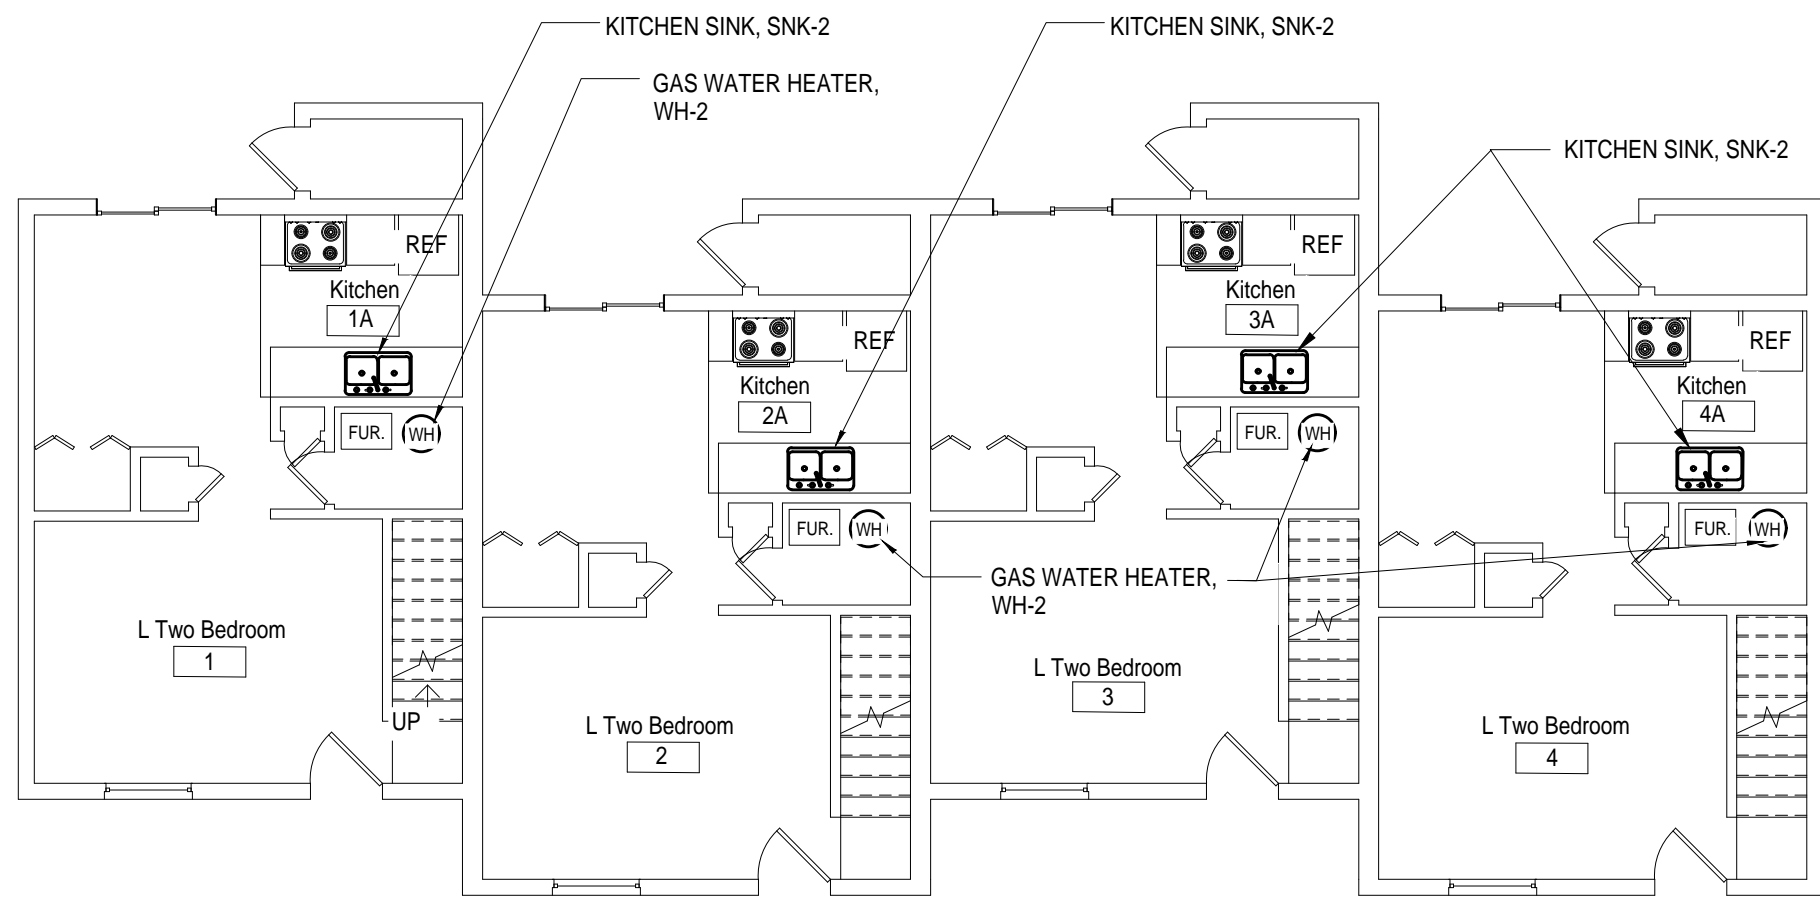 KITCHEN SINK, SNK-2
KITCHEN SINK, SNK-2
GAS WATER HEATER,
WH-2
KITCHEN SINK, SNK-2
REF
Kitchen
1A
FUR.
WH
L Two Bedroom
1
UP
REF
Kitchen
2A
FUR.
WH
GAS WATER HEATER,
WH-2
L Two Bedroom
2
REF
Kitchen
3A
FUR.
WH
L Two Bedroom
3
REF
Kitchen
4A
FUR.
WH
L Two Bedroom
4